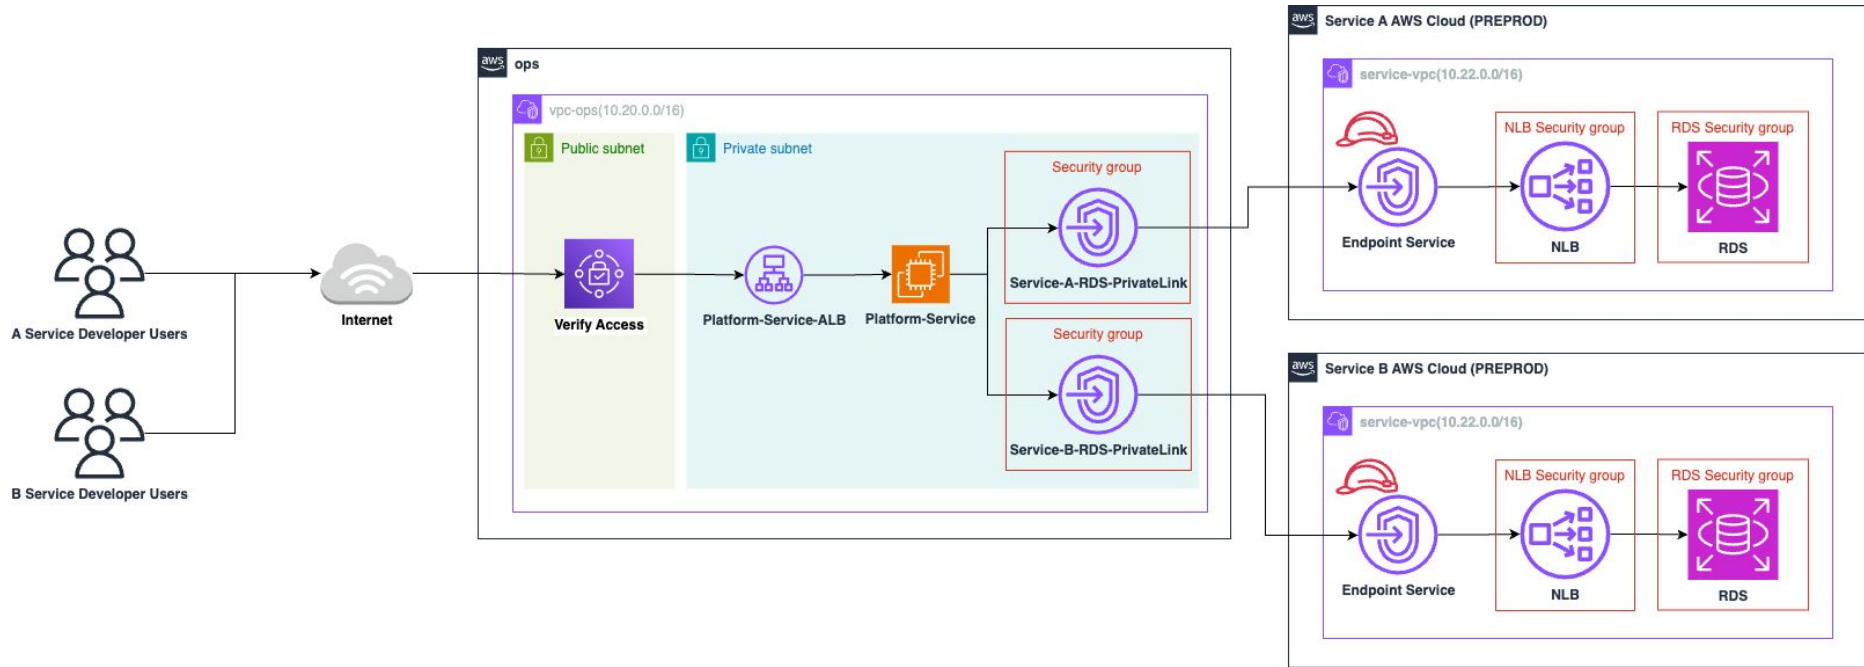 aws
Service A AWS Cloud (PREPROD)
aws
ops
service-vpc(10.22.0.0/16)
vpc-ops(10.20.0.0/16)
Public subnet
Private subnet
NLB Security group
RDS Security group
Security group
Endpoint Service
NLB
RDS
Service-A-RDS-PrivateLink
A Service Developer Users
Internet
Verify Access
Platform-Service-ALB
Platform-Service
Security group
Service-B-RDS-PrivateLink
B Service Developer Users
aws
Service B AWS Cloud (PREPROD)
service-vpc(10.22.0.0/16)
NLB Security group
RDS Security group
Endpoint Service
NLB
RDS